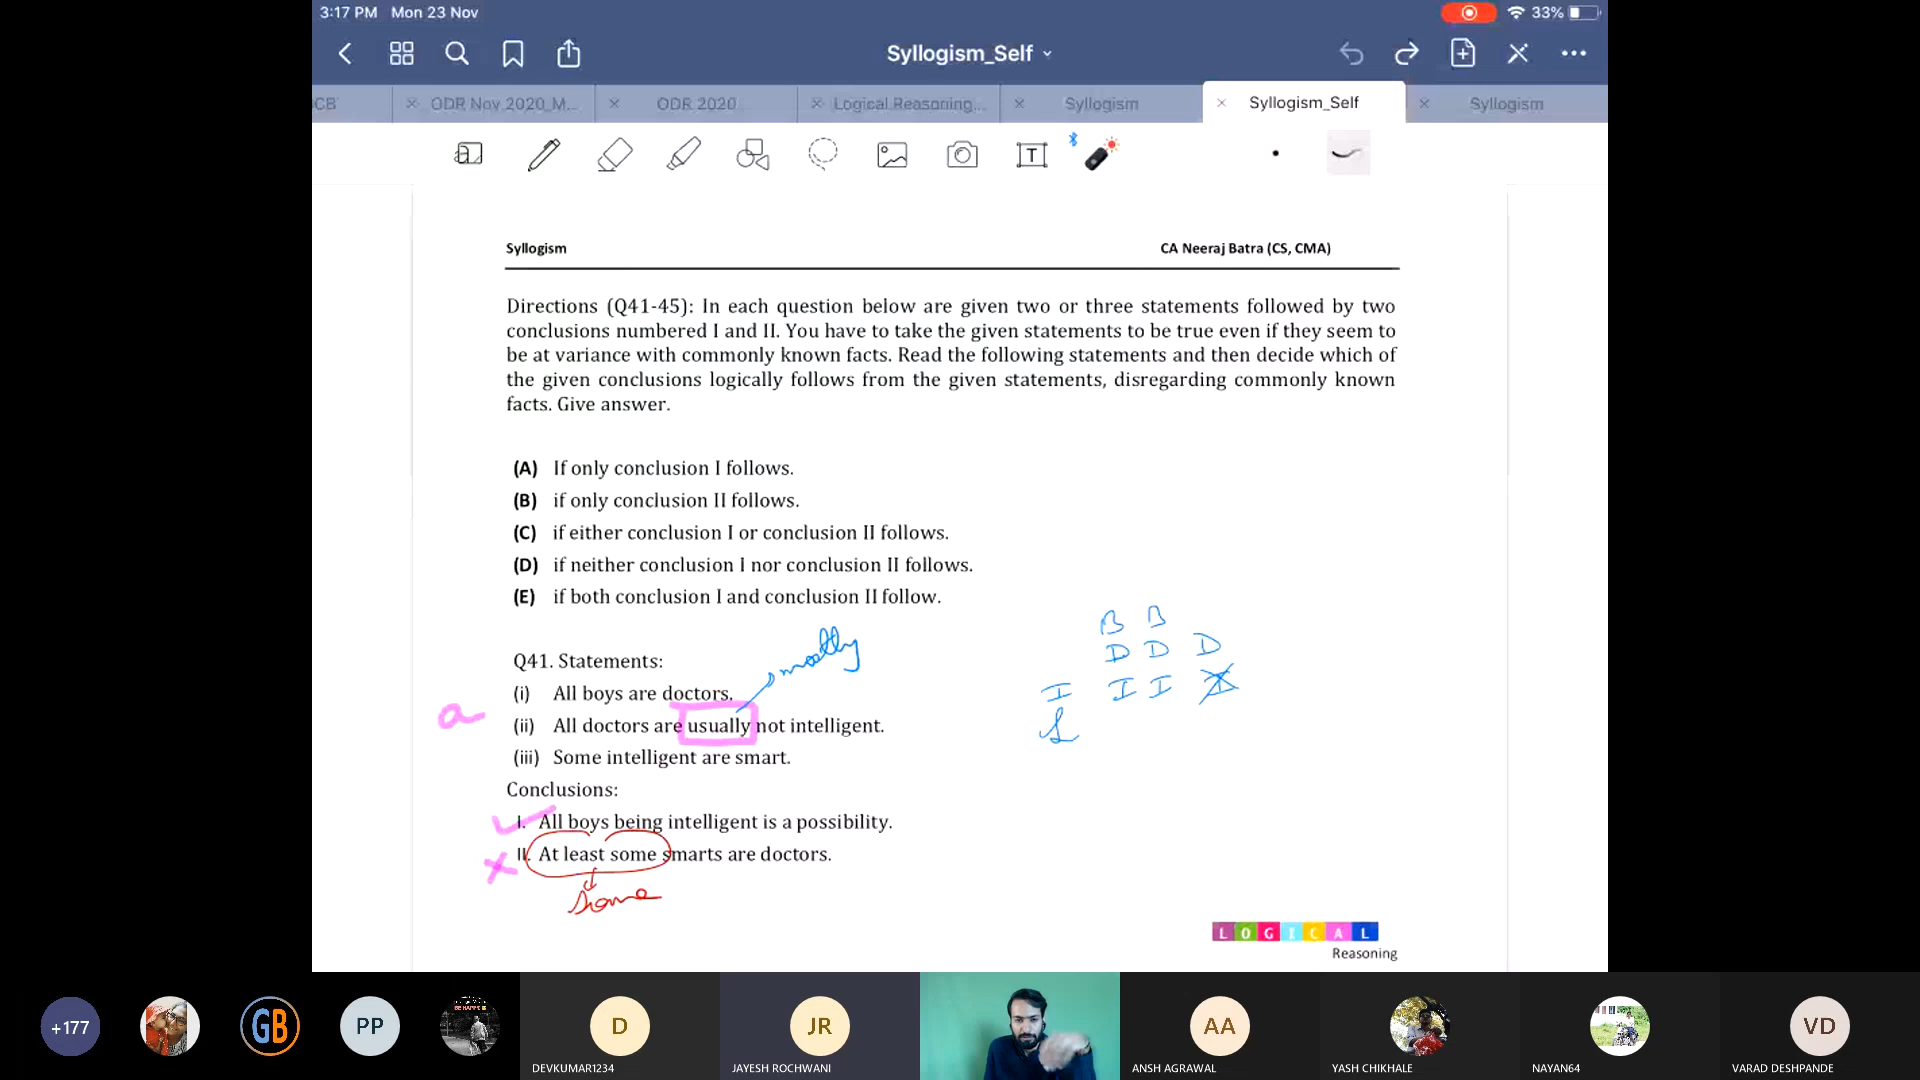 3:17 PM Mon 23 Nov
33%
Syllogism_Self
CB
ODR Nov 2020_M...
ODR 2020
Logical Reasoning...
Syllogism
Syllogism_Self
Syllogism
Syllogism
CA Neeraj Batra (CS, CMA)
Directions (Q41-45): In each question below are given two or three statements followed by two
conclusions numbered I and II. You have to take the given statements to be true even if they seem to
be at variance with commonly known facts. Read the following statements and then decide which of
the given conclusions logically follows from the given statements, disregarding commonly known
facts. Give answer.
(A) If only conclusion I follows.
(B) if only conclusion II follows.
(C) if either conclusion I or conclusion II follows.
(D) if neither conclusion I nor conclusion II follows.
(E) if both conclusion I and conclusion II follow.
B B
D D D
I I I I
S
mostly
Q41. Statements:
(i) All boys are doctors.
a
(ii) All doctors are usually not intelligent.
(iii) Some intelligent are smart.
Conclusions:
I. All boys being intelligent is a possibility.
II. At least some smarts are doctors.
Some
LOGICAL
Reasoning
+177
GB
PP
BE HAPPY
D
JR
AA
VD
DEVKUMAR1234
JAYESH ROCHWANI
ANSH AGRAWAL
YASH CHIKHALE
NAYAN64
VARAD DESHPANDE